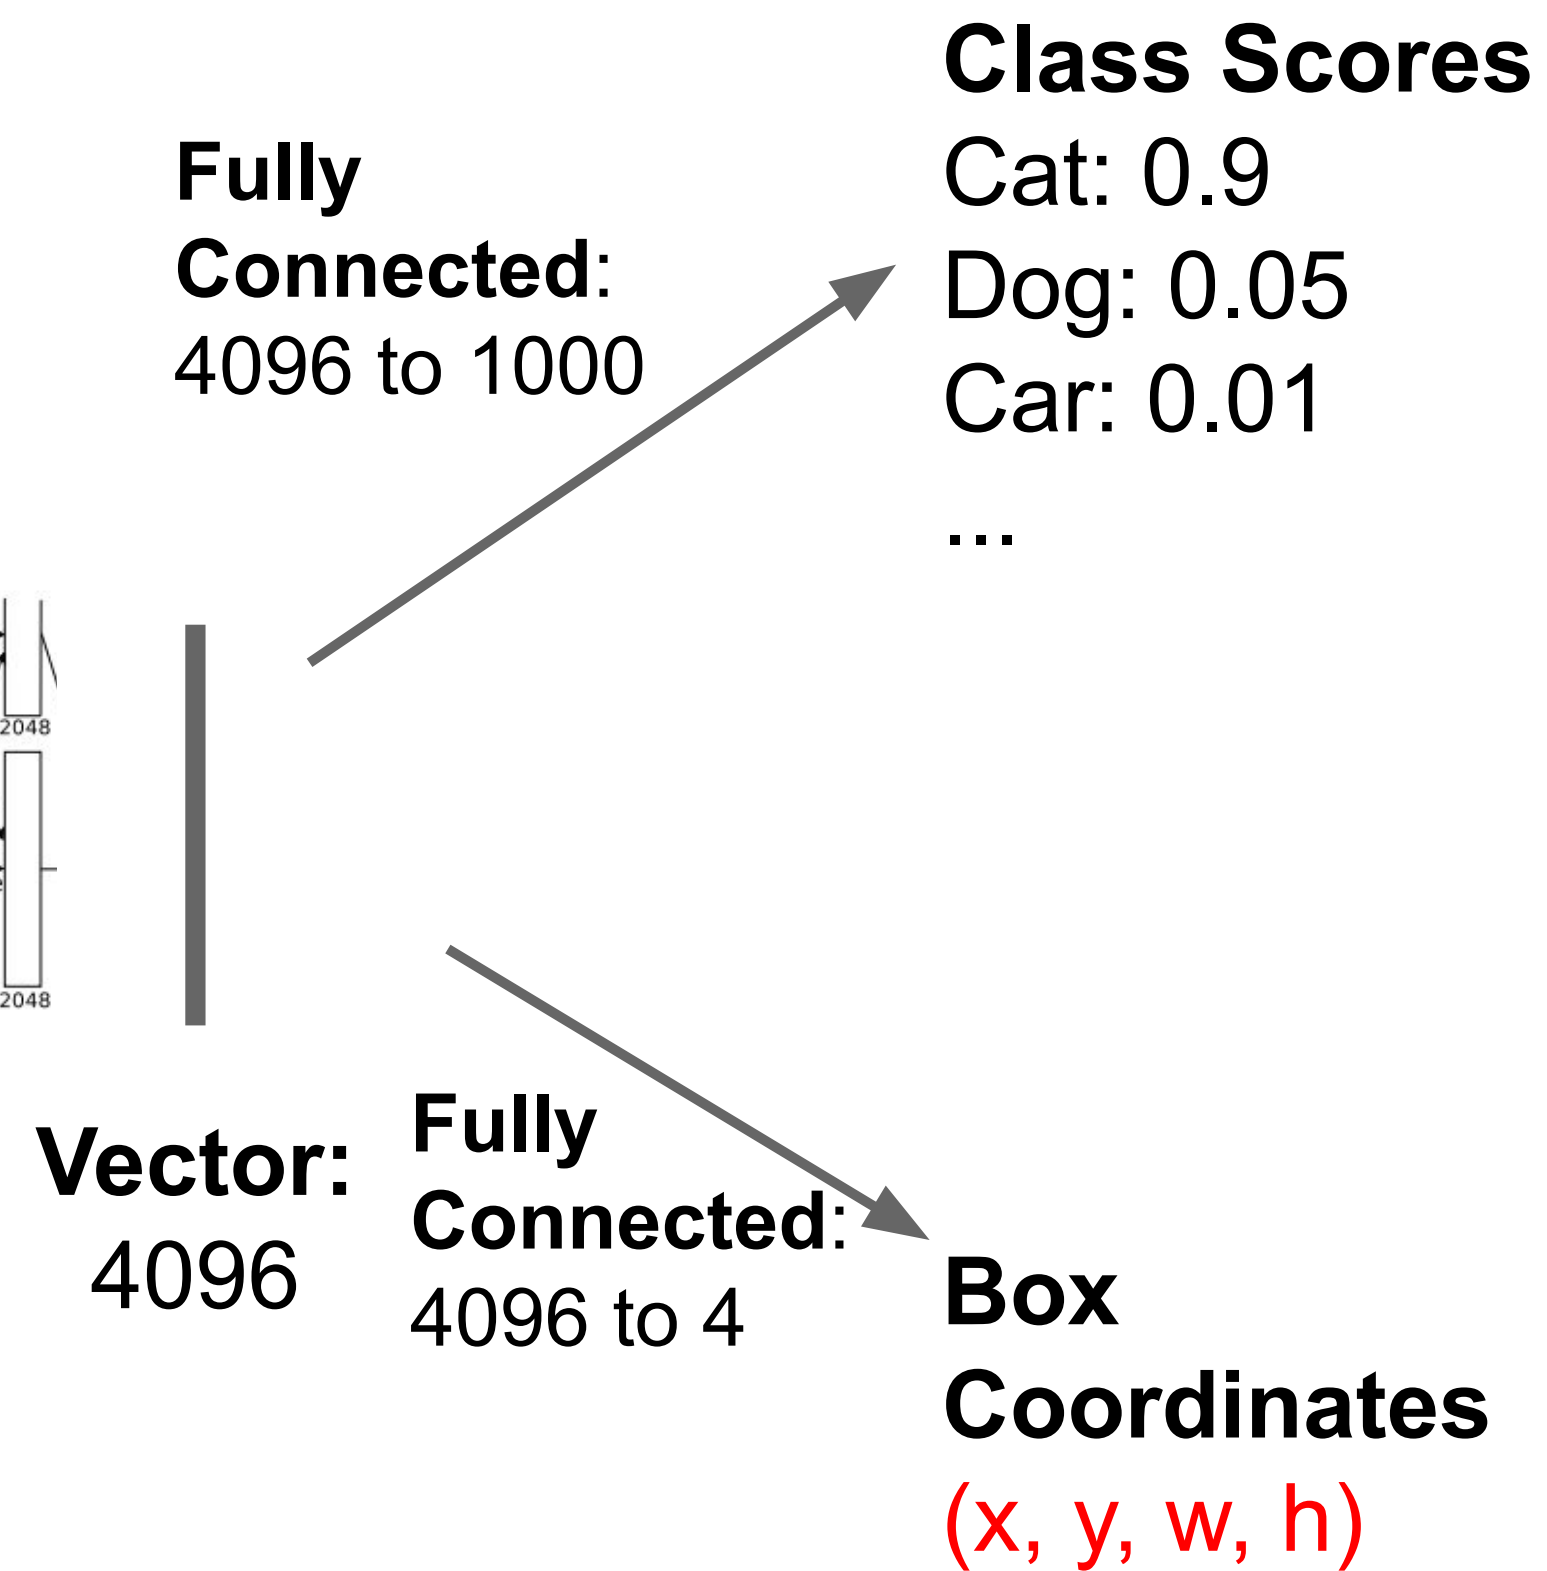 Class Scores
Cat: 0.9
Dog: 0.05
Car: 0.01
...
Fully
Connected:
4096 to 1000
2048
2048
Vector:
4096
Fully
Connected:
4096 to 4
Box
Coordinates
(x, y, w, h)